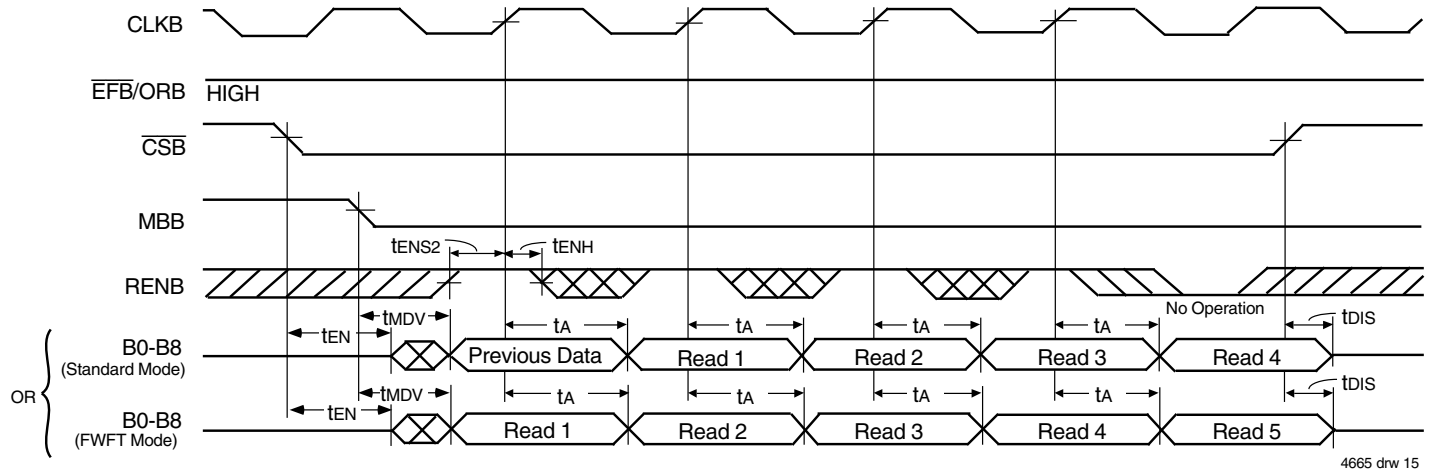 CLKB
EFB/ORB HIGH
CSB
MBB
tENS2 tENH
RENB
No Operation
tEN tMDV tA tA tA tA tDIS
B0-B8
(Standard Mode)
Previous Data Read 1 Read 2 Read 3 Read 4
OR
tEN tMDV tA tA tA tA tDIS
B0-B8
(FWFT Mode)
Read 1 Read 2 Read 3 Read 4 Read 5
4665 drw 15